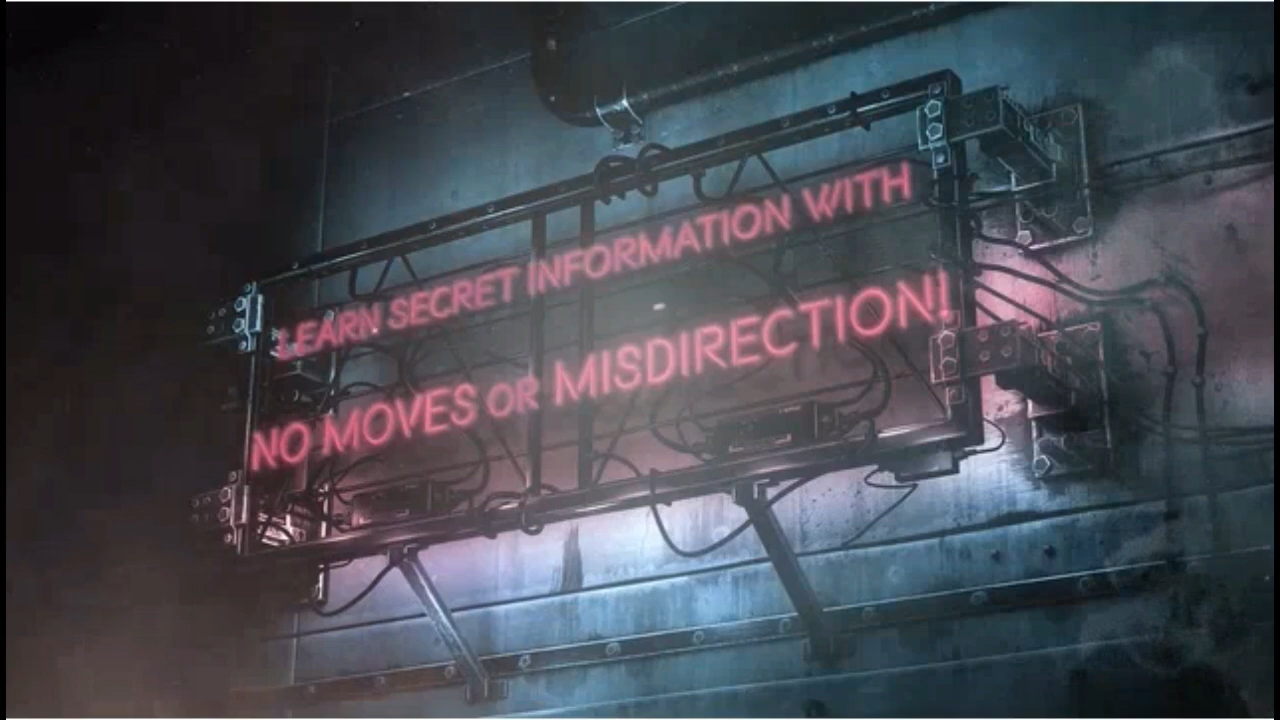 LEARN SECRET INFORMATION WITH
NO MOVES OR MISDIRECTION!